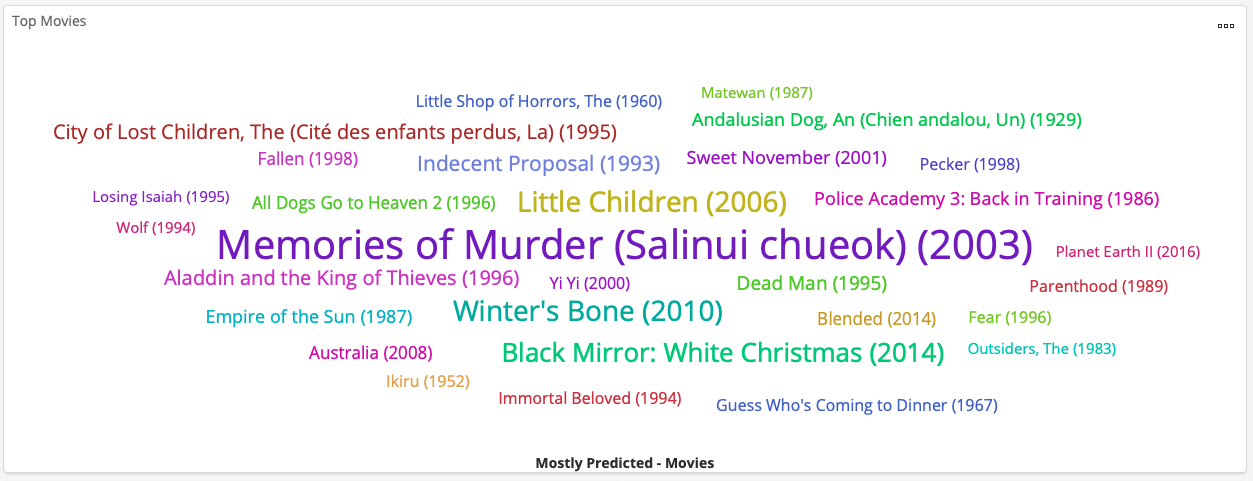 Top Movies
Little Shop of Horrors, The (1960)
Matewan (1987)
City of Lost Children, The (Cité des enfants perdus, La) (1995)
Andalusian Dog, An (Chien andalou, Un) (1929)
Fallen (1998)
Indecent Proposal (1993)
Sweet November (2001)
Pecker (1998)
Losing Isaiah (1995)
All Dogs Go to Heaven 2 (1996)
Little Children (2006)
Police Academy 3: Back in Training (1986)
Wolf (1994)
Memories of Murder (Salinui chueok) (2003)
Planet Earth II (2016)
Aladdin and the King of Thieves (1996)
Yi Yi (2000)
Dead Man (1995)
Parenthood (1989)
Empire of the Sun (1987)
Winter's Bone (2010)
Blended (2014)
Fear (1996)
Australia (2008)
Black Mirror: White Christmas (2014)
Outsiders, The (1983)
Ikiru (1952)
Immortal Beloved (1994)
Guess Who's Coming to Dinner (1967)
Mostly Predicted - Movies